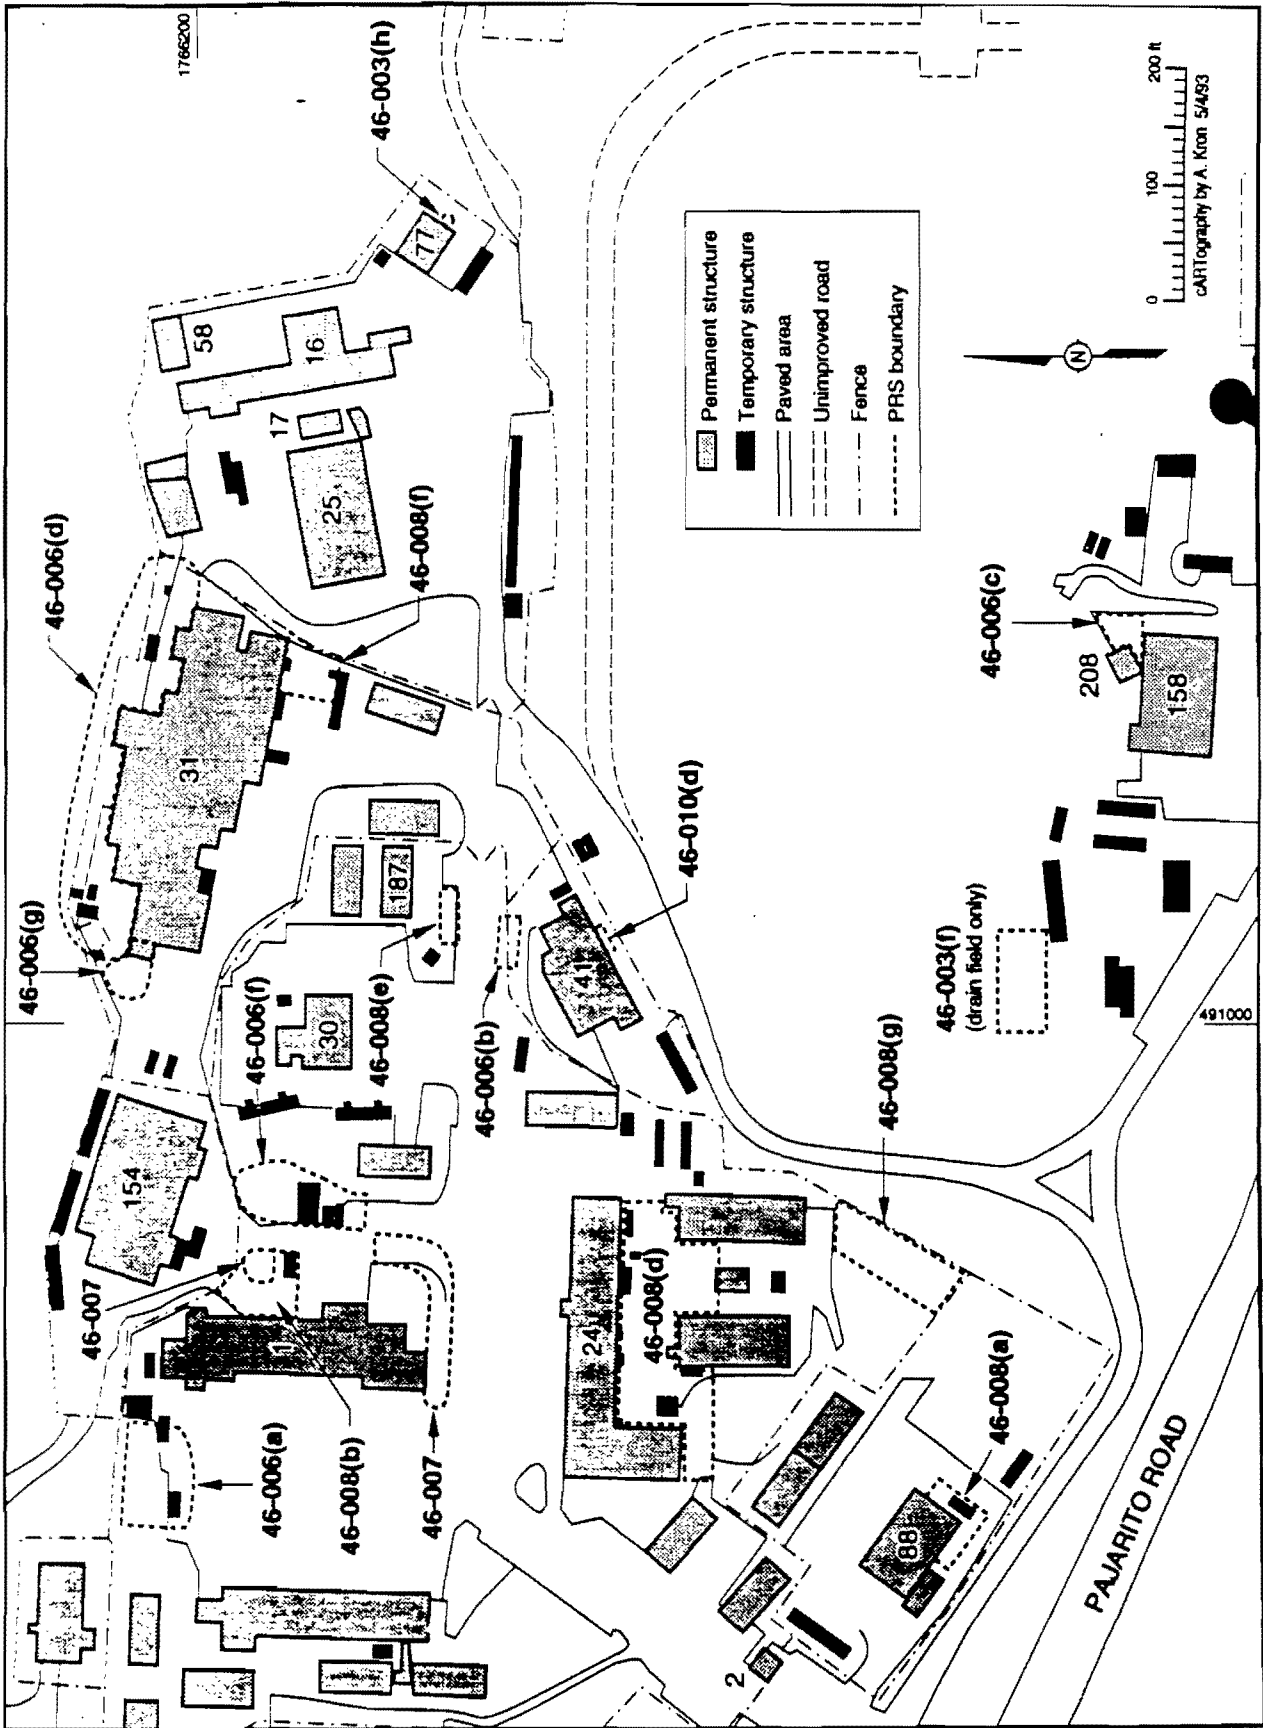 1766200
46-003(h)
77
58
16
17
25
46-008(f)
46-006(d)
31
46-006(g)
187
46-010(d)
41
30
46-006(f)
46-008(e)
46-006(b)
154
46-007
1
46-006(a)
46-008(b)
46-007
24
46-008(d)
46-008(g)
46-008(a)
88
2
PAJARITO ROAD
46-003(f)
(drain field only)
491000
46-006(c)
208
158
Permanent structure
Temporary structure
Paved area
Unimproved road
Fence
PRS boundary
N
0 100 200 ft
cARTography by A. Kron 5/4/93